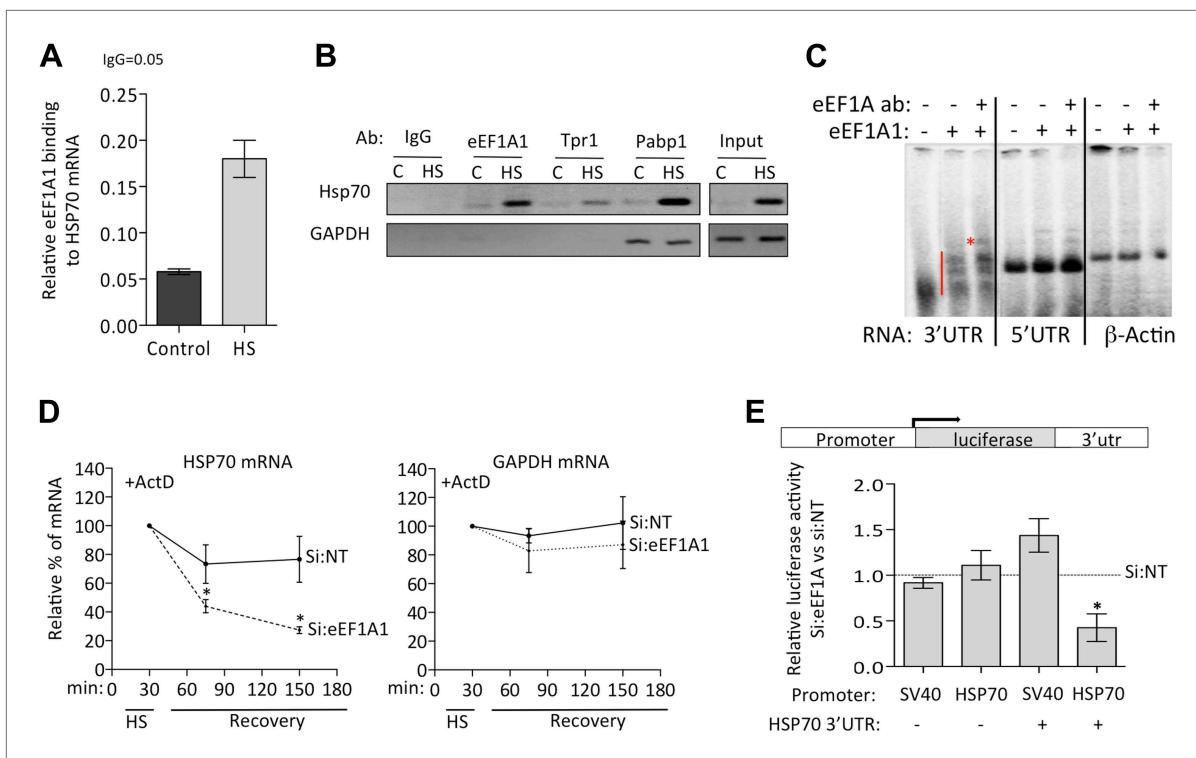 A
IgG=0.05
Relative eEF1A1 binding
to HSP70 mRNA
0.25
0.20
0.15
0.10
0.05
0.00
Control HS
B
Ab: IgG eEF1A1 Tpr1 Pabp1 Input
C HS C HS C HS C HS C HS
Hsp70
GAPDH
C
eEF1A ab: - - + - - + - - +
eEF1A1: - + + - + + - + +
*
RNA: 3'UTR 5'UTR β-Actin
D
HSP70 mRNA
+ActD
Relative % of mRNA
140
120
100
80
60
40
20
0
Si:NT
*
*
Si:eEF1A1
min: 0 30 60 90 120 150 180
HS Recovery
GAPDH mRNA
+ActD
140
120
100
80
60
40
20
0
Si:NT
Si:eEF1A1
min: 0 30 60 90 120 150 180
HS Recovery
E
Promoter luciferase 3'utr
Relative luciferase activity
Si:eEF1A vs si:NT
2.0
1.5
1.0
0.5
0.0
Si:NT
*
Promoter: SV40 HSP70 SV40 HSP70
HSP70 3'UTR: - - + +